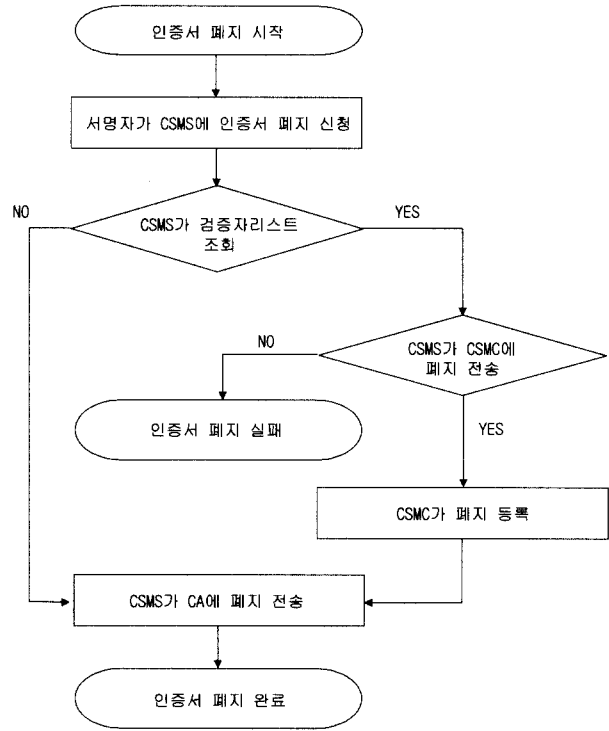 인증서 폐지 시작
서명자가 CSMS에 인증서 폐지 신청
NO
YES
CSMS가 검증자리스트
조회
NO
CSMS가 CSMC에
폐지 전송
인증서 폐지 실패
YES
CSMC가 폐지 등록
CSMS가 CA에 폐지 전송
인증서 폐지 완료